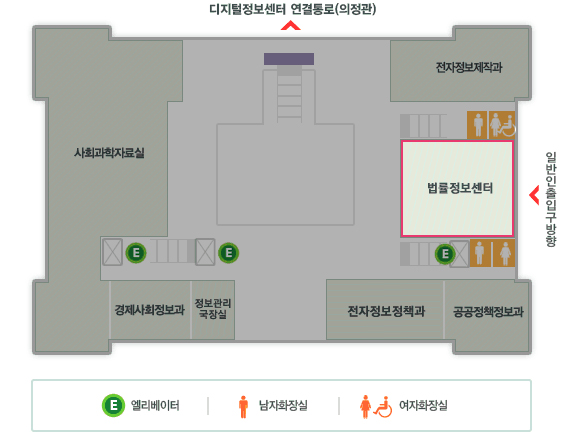 디지털정보센터 연결통로(의정관)
전자정보제작과
사회과학자료실
법률정보센터
일반인출입구방향
E
E
E
경제사회정보과
정보관리
국장실
전자정보정책과
공공정책정보과
E 엘리베이터
남자화장실
여자화장실